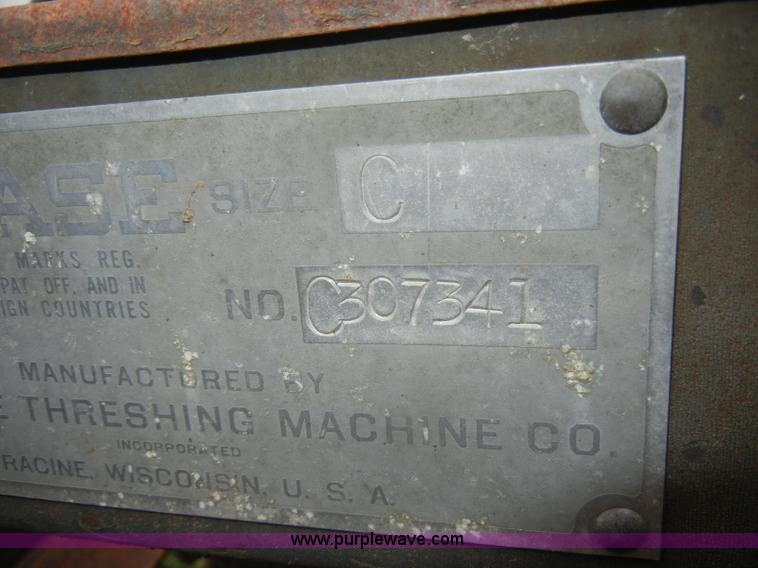 ASE SIZE C
MARKS REG.
PAT. OFF. AND IN
IGN COUNTRIES
NO. C307341
MANUFACTURED BY
E THRESHING MACHINE CO.
INCORPORATED
RACINE, WISCONSIN, U. S. A.
www.purplewave.com